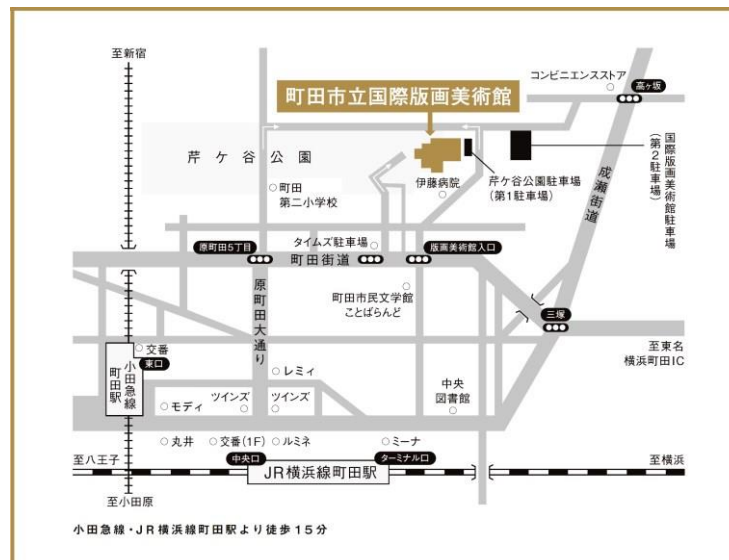 至新宿
コンビニエンスストア
高ヶ坂
町田市立国際版画美術館
芹ケ谷公園
伊藤病院
芹ケ谷公園駐車場
(第1駐車場)
国際版画美術館駐車場
(第2駐車場)
成瀬街道
町田
第二小学校
原町田5丁目
タイムズ駐車場
版画美術館入口
町田街道
原町田大通り
町田市民文学館
ことばらんど
三塚
至東名
横浜町田IC
交番
東口
小田急線
町田駅
レミィ
ツインズ
ツインズ
モディ
中央
図書館
丸井
交番(1F)
ルミネ
ミーナ
至八王子
中央口
ターミナル口
至横浜
JR横浜線町田駅
至小田原
小田急線・JR横浜線町田駅より徒歩15分